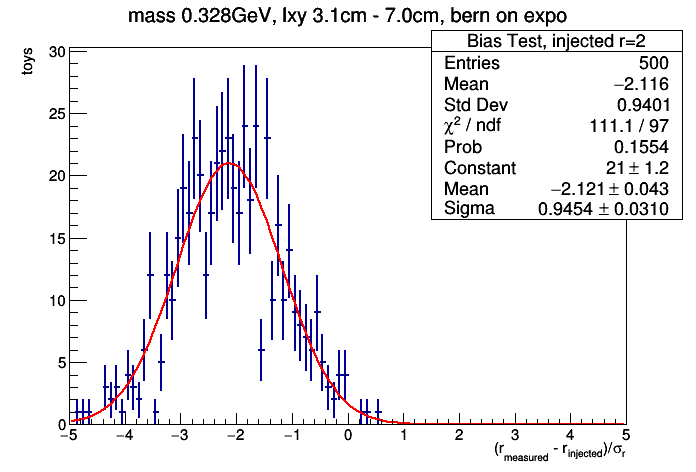 mass 0.328GeV, lxy 3.1cm - 7.0cm, bern on expo
Bias Test, injected r=2
Entries 500
Mean −2.116
Std Dev 0.9401
χ² / ndf 111.1 / 97
Prob 0.1554
Constant 21 ± 1.2
Mean −2.121 ± 0.043
Sigma 0.9454 ± 0.0310
toys
30
25
20
15
10
5
0
−5 −4 −3 −2 −1 0 1 2 3 4 5
(r_measured - r_injected)/σ_r